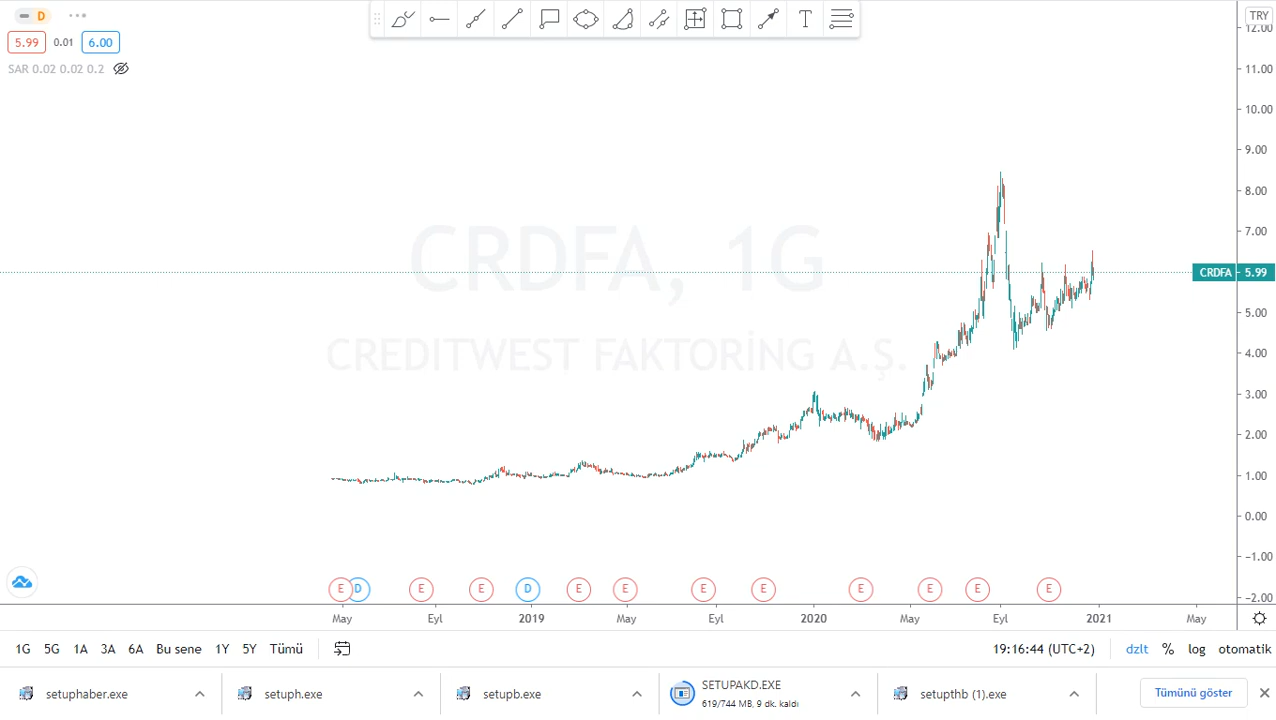 D
5.99 0.01 6.00
SAR 0.02 0.02 0.2
T
TRY
12.00
11.00
10.00
9.00
8.00
7.00
CRDFA 5.99
5.00
4.00
3.00
2.00
1.00
0.00
-1.00
-2.00
CRDFA, 1G
CREDITWEST FAKTORİNG A.Ş.
E D E E D E E E E E E E E
May Eyl 2019 May Eyl 2020 May Eyl 2021 May
1G 5G 1A 3A 6A Bu sene 1Y 5Y Tümü 19:16:44 (UTC+2) dzlt % log otomatik
setuphaber.exe setuph.exe setupb.exe SETUPAKD.EXE setupthb (1).exe Tümünü göster
619/744 MB, 9 dk. kaldı